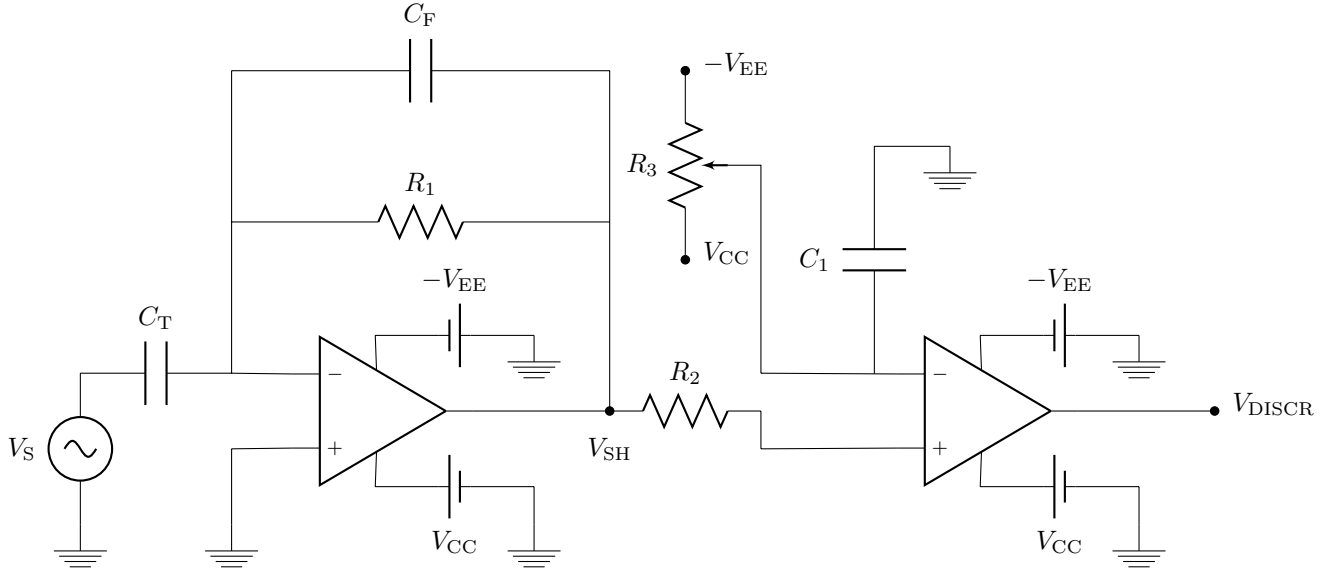 C_F
−V_EE
R_3
R_1
V_CC
C_1
−V_EE
−V_EE
C_T
−
R_2
−
V_DISCR
V_S
+
V_SH
+
V_CC
V_CC